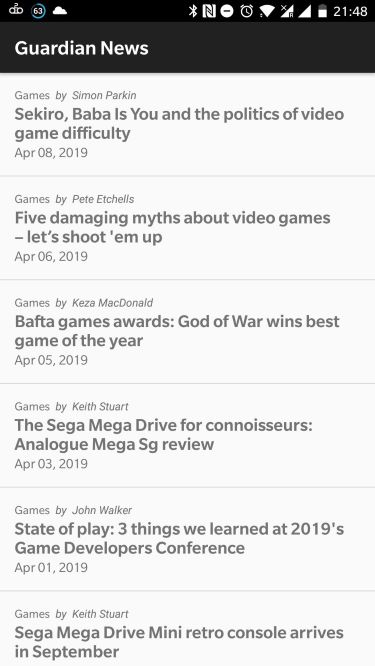 63
21:48
Guardian News
Games by Simon Parkin
Sekiro, Baba Is You and the politics of video
game difficulty
Apr 08, 2019
Games by Pete Etchells
Five damaging myths about video games
– let’s shoot 'em up
Apr 06, 2019
Games by Keza MacDonald
Bafta games awards: God of War wins best
game of the year
Apr 05, 2019
Games by Keith Stuart
The Sega Mega Drive for connoisseurs:
Analogue Mega Sg review
Apr 03, 2019
Games by John Walker
State of play: 3 things we learned at 2019's
Game Developers Conference
Apr 01, 2019
Games by Keith Stuart
Sega Mega Drive Mini retro console arrives
in September